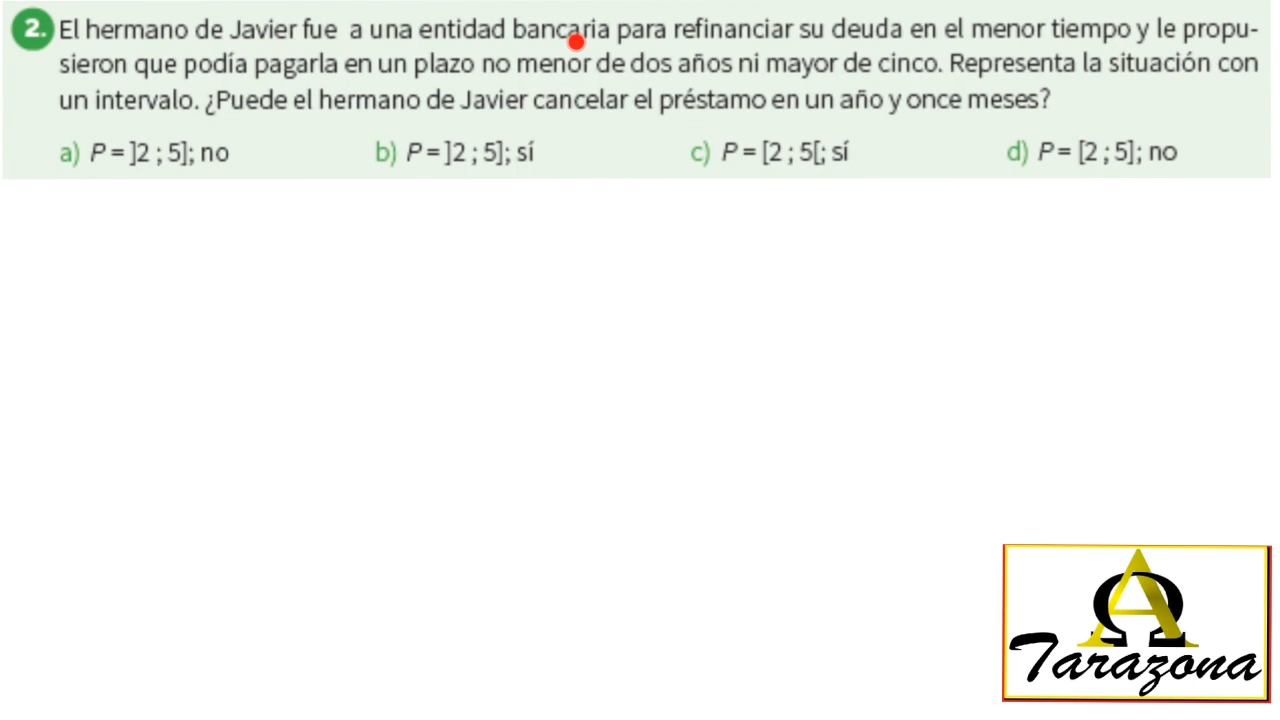 2. El hermano de Javier fue a una entidad bancaria para refinanciar su deuda en el menor tiempo y le propu-
sieron que podía pagarla en un plazo no menor de dos años ni mayor de cinco. Representa la situación con
un intervalo. ¿Puede el hermano de Javier cancelar el préstamo en un año y once meses?
a) P = ]2 ; 5]; no b) P = ]2 ; 5]; sí c) P = [2 ; 5[; sí d) P = [2 ; 5]; no
AΩ
Tarazona